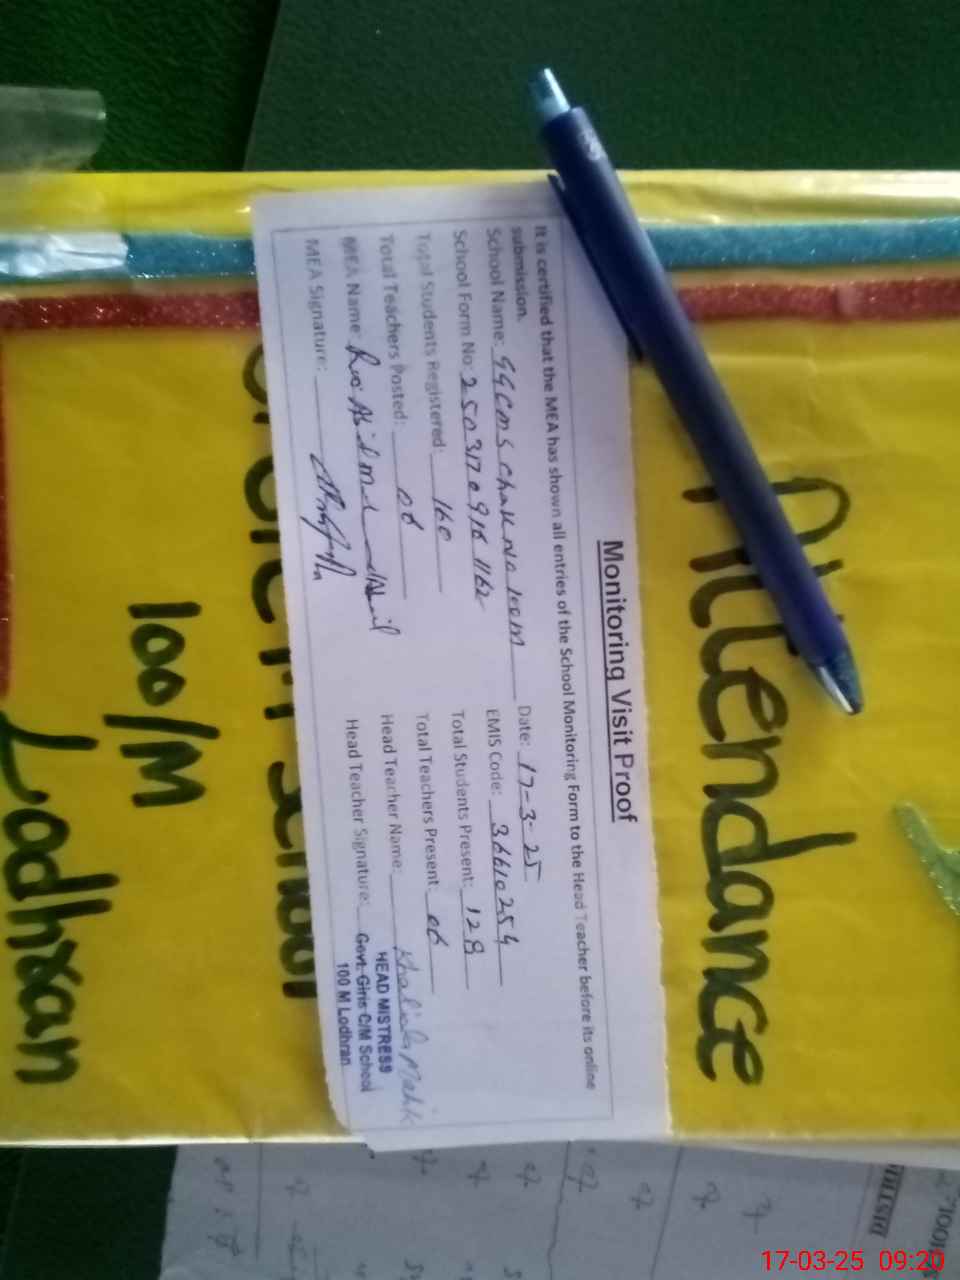 Attendance
Monitoring Visit Proof
It is certified that the MEA has shown all entries of the School Monitoring Form to the Head Teacher before its online
submission.
School Name: GGCMS Chak No 100M Date: 17-3-25
School Form No: 250317 EMIS Code: 36610254
Total Students Registered: 160 Total Students Present: 128
Total Teachers Posted: 06 Total Teachers Present: 06
MEA Name: Head Teacher Name:
MEA Signature: Head Teacher Signature:
HEAD MISTRESS
Govt: Girls C/M School
100 M Lodhran
100/M
Lodhran
17-03-25 09:20